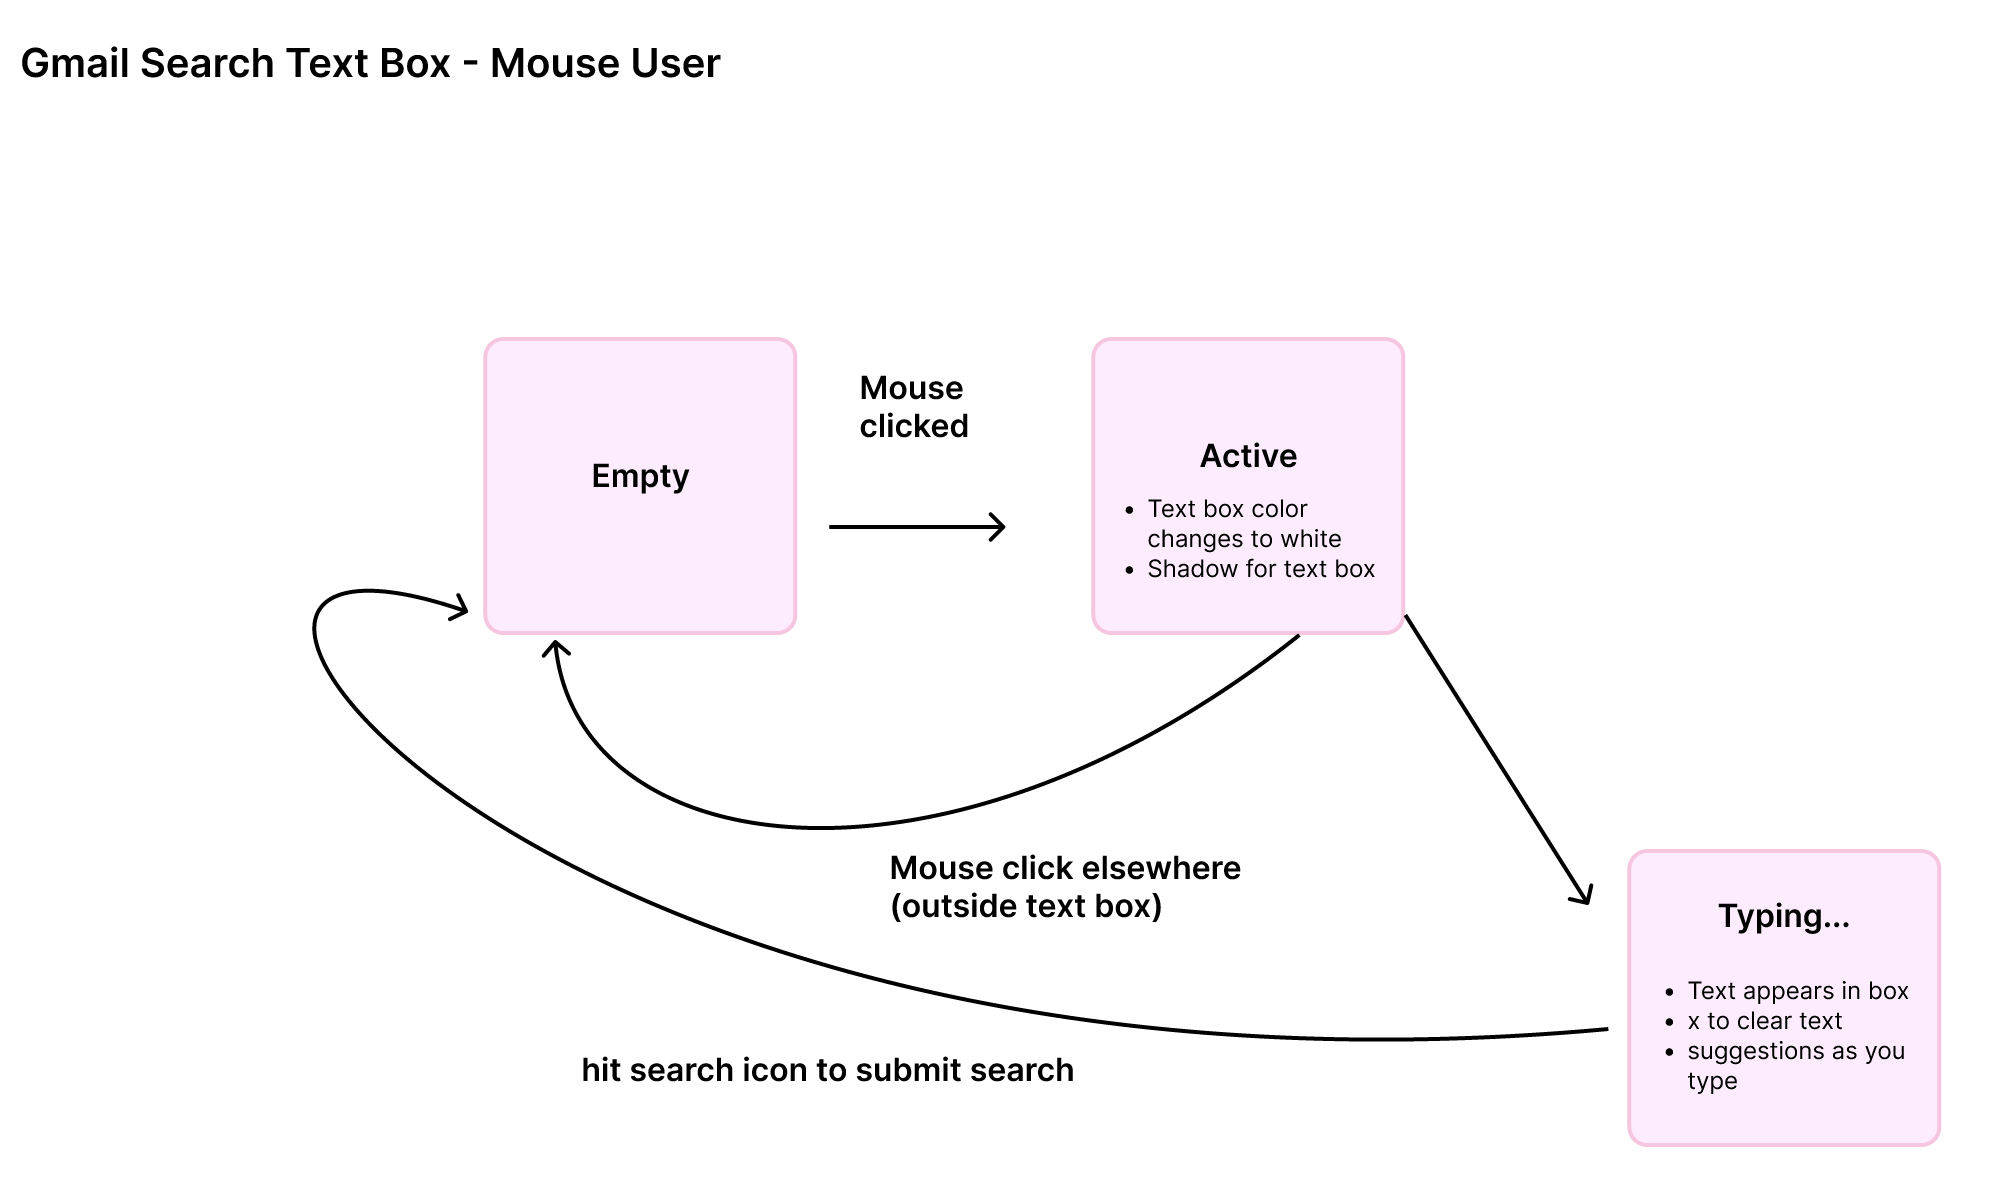 Gmail Search Text Box - Mouse User
Mouse
clicked
Empty
Active
• Text box color
changes to white
• Shadow for text box
Mouse click elsewhere
(outside text box)
Typing...
• Text appears in box
• x to clear text
• suggestions as you
type
hit search icon to submit search